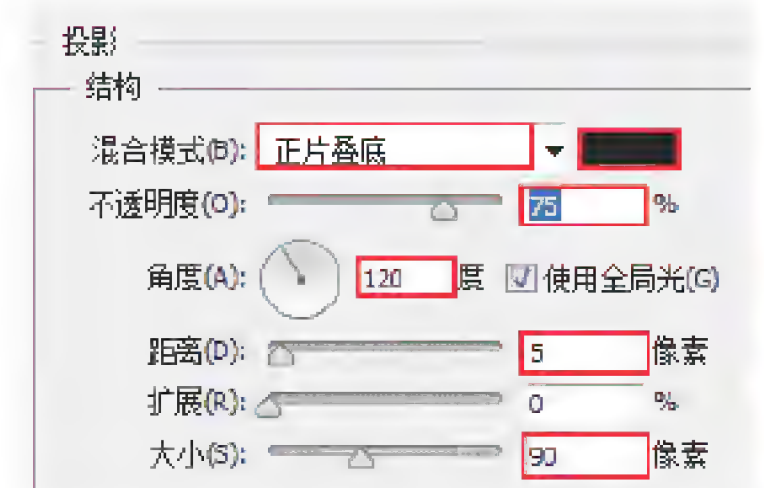 投影
结构
混合模式(B): 正片叠底
不透明度(O): 75 %
角度(A): 120 度 使用全局光(G)
距离(D): 5 像素
扩展(R): 0 %
大小(S): 90 像素